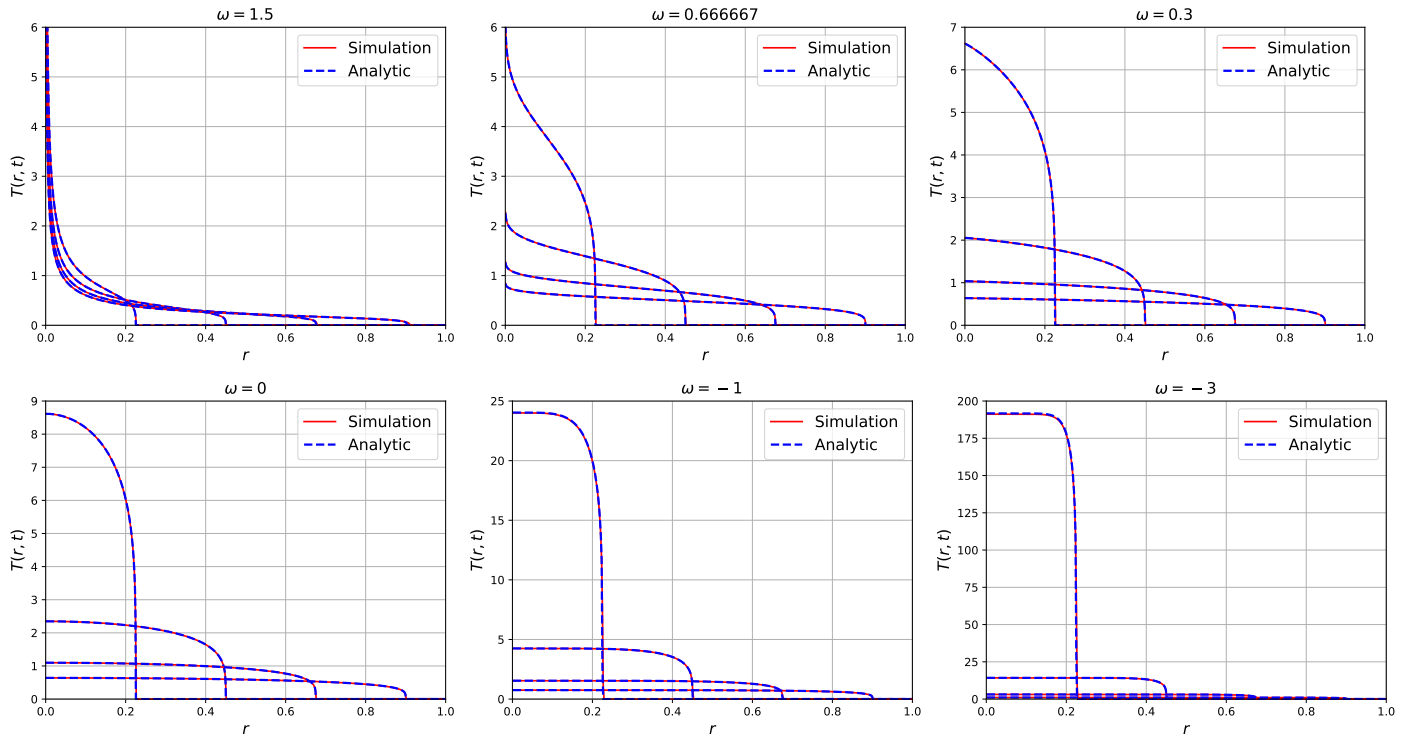 ω = 1.5
6
5
4
3
2
1
0
T(r, t)
0.0 0.2 0.4 0.6 0.8 1.0
r
Simulation
Analytic
ω = 0.666667
6
5
4
3
2
1
0
T(r, t)
0.0 0.2 0.4 0.6 0.8 1.0
r
Simulation
Analytic
ω = 0.3
7
6
5
4
3
2
1
0
T(r, t)
0.0 0.2 0.4 0.6 0.8 1.0
r
Simulation
Analytic
ω = 0
9
8
7
6
5
4
3
2
1
0
T(r, t)
0.0 0.2 0.4 0.6 0.8 1.0
r
Simulation
Analytic
ω = − 1
25
20
15
10
5
0
T(r, t)
0.0 0.2 0.4 0.6 0.8 1.0
r
Simulation
Analytic
ω = − 3
200
175
150
125
100
75
50
25
0
T(r, t)
0.0 0.2 0.4 0.6 0.8 1.0
r
Simulation
Analytic